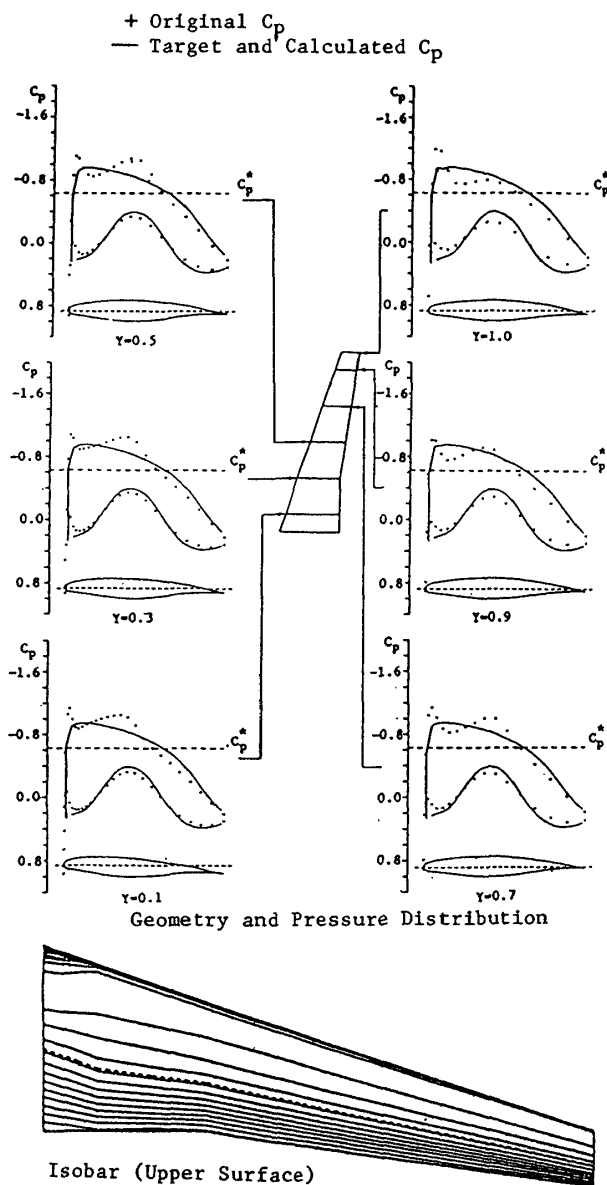 + Original Cp
— Target and Calculated Cp
Cp
-1.6
-0.8
0.0
0.8
Cp*
Y=0.5
Cp
-1.6
-0.8
0.0
0.8
Cp*
Y=1.0
Cp
-1.6
-0.8
0.0
0.8
Cp*
Y=0.3
Cp
-1.6
-0.8
0.0
0.8
Cp*
Y=0.9
Cp
-1.6
-0.8
0.0
0.8
Cp*
Y=0.1
Cp
-1.6
-0.8
0.0
0.8
Cp*
Y=0.7
Geometry and Pressure Distribution
Isobar (Upper Surface)